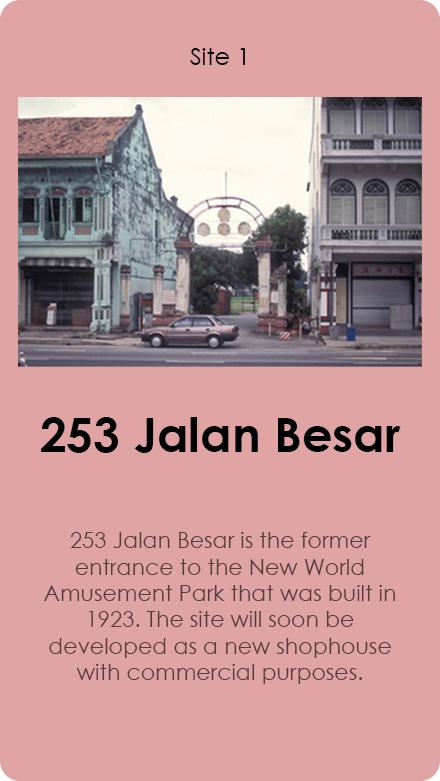 Site 1
253 Jalan Besar
253 Jalan Besar is the former
entrance to the New World
Amusement Park that was built in
1923. The site will soon be
developed as a new shophouse
with commercial purposes.